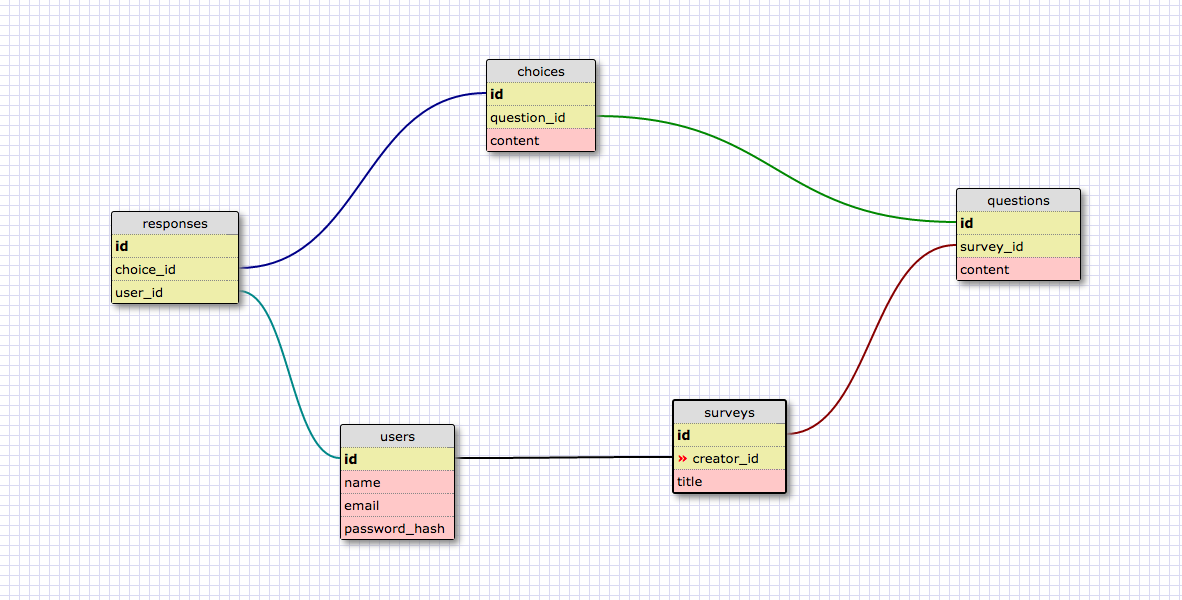 choices
id
question_id
content
questions
id
survey_id
content
responses
id
choice_id
user_id
surveys
id
» creator_id
title
users
id
name
email
password_hash